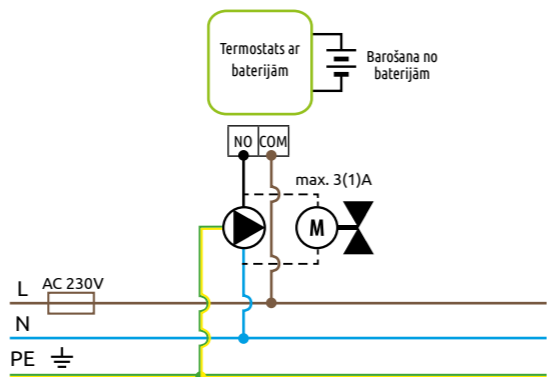 Termostats ar
baterijām
Barošana no
baterijām
NO COM
max. 3(1)A
M
L AC 230V
N
PE